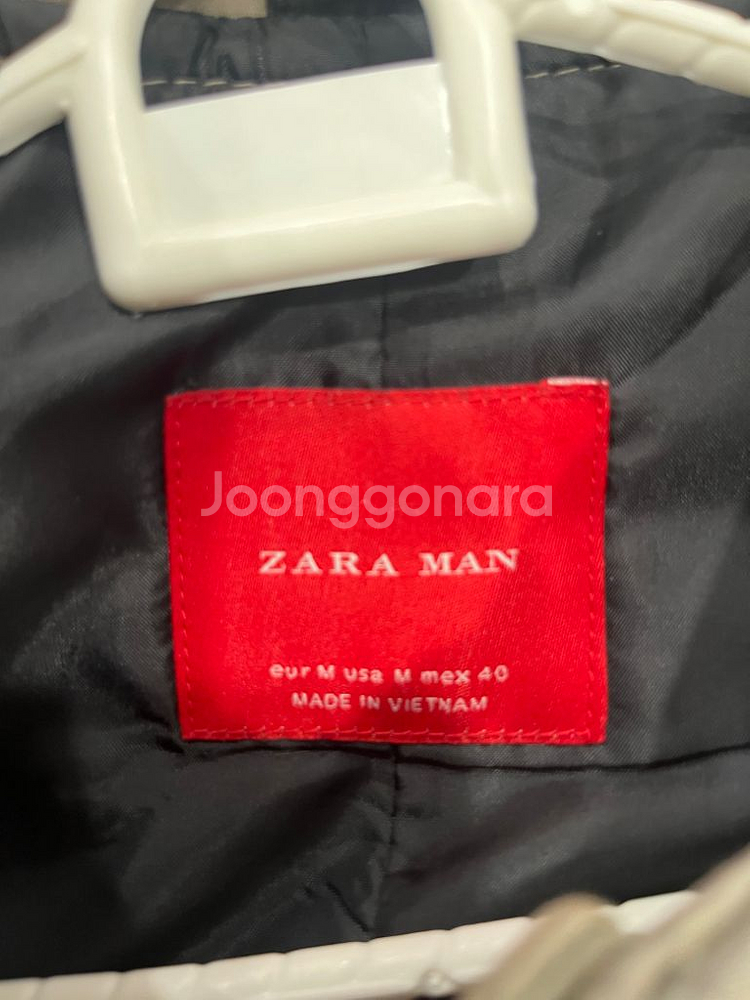 Joonggonara
ZARA MAN
eur M usa M mex 40
MADE IN VIETNAM